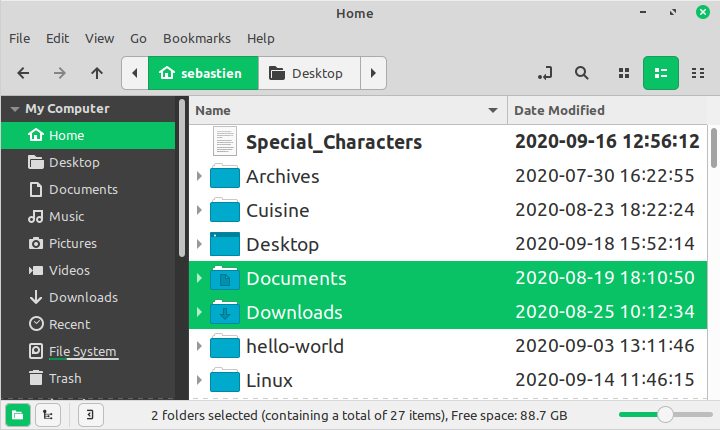 Home
File Edit View Go Bookmarks Help
sebastien Desktop
My Computer
Home
Desktop
Documents
Music
Pictures
Videos
Downloads
Recent
File System
Trash
Name Date Modified
Special_Characters 2020-09-16 12:56:12
Archives 2020-07-30 16:22:55
Cuisine 2020-08-23 18:22:24
Desktop 2020-09-18 15:52:14
Documents 2020-08-19 18:10:50
Downloads 2020-08-25 10:12:34
hello-world 2020-09-03 13:11:46
Linux 2020-09-14 11:46:15
2 folders selected (containing a total of 27 items), Free space: 88.7 GB